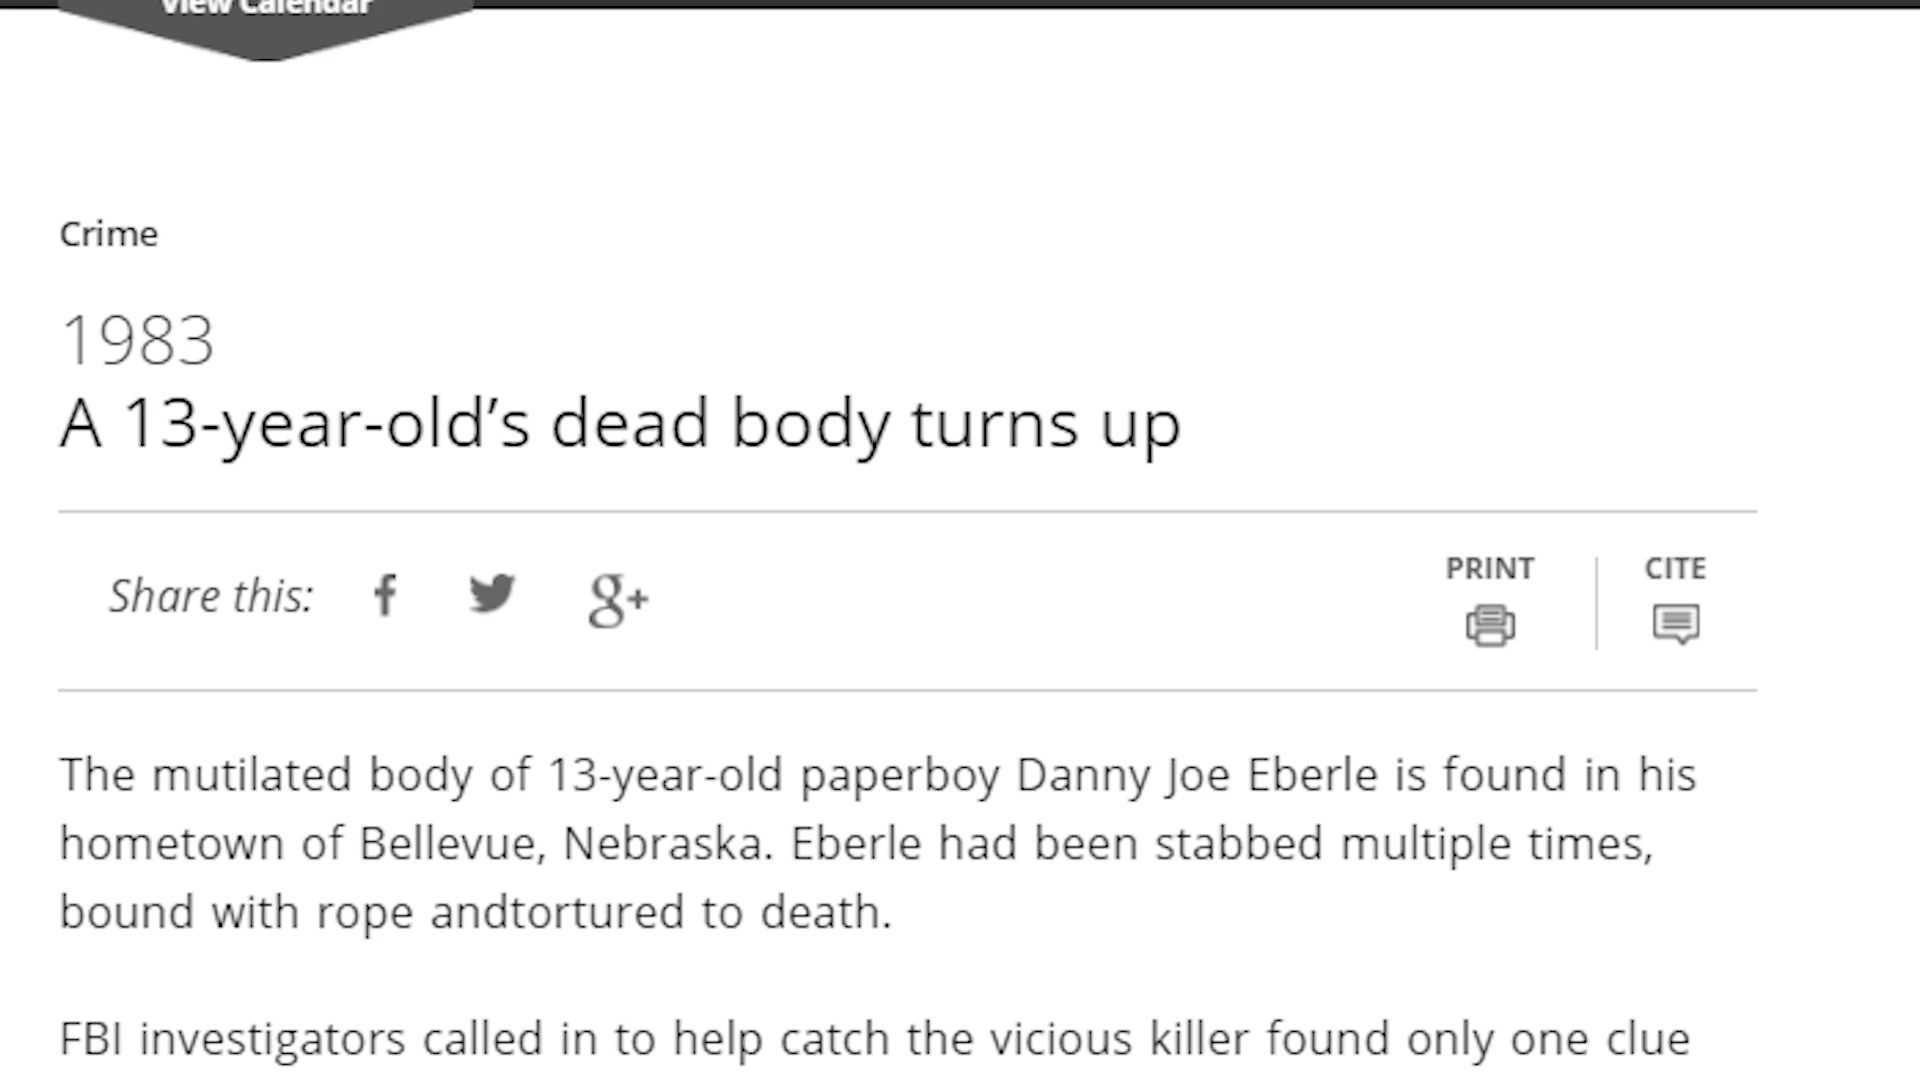 View Calendar
Crime
1983
A 13-year-old’s dead body turns up
Share this:
g+
PRINT
CITE
The mutilated body of 13-year-old paperboy Danny Joe Eberle is found in his
hometown of Bellevue, Nebraska. Eberle had been stabbed multiple times,
bound with rope andtortured to death.
FBI investigators called in to help catch the vicious killer found only one clue